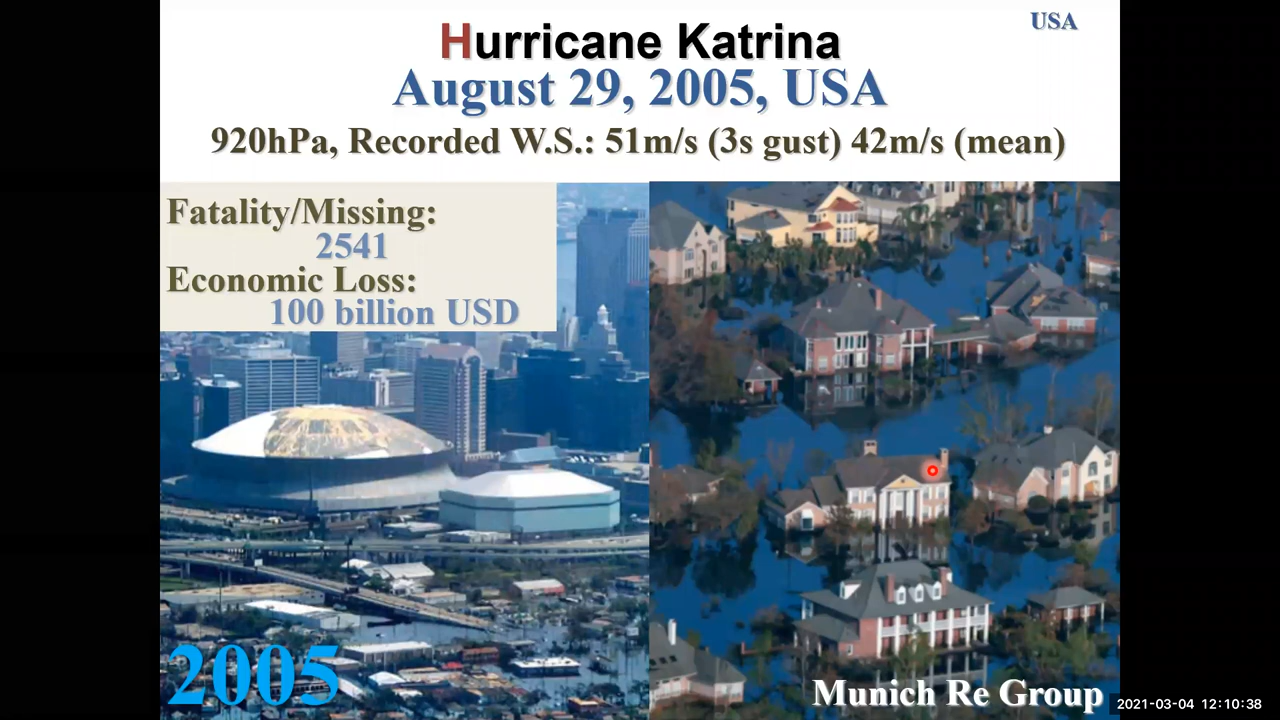 USA
Hurricane Katrina
August 29, 2005, USA
920hPa, Recorded W.S.: 51m/s (3s gust) 42m/s (mean)
Fatality/Missing:
2541
Economic Loss:
100 billion USD
2005
Munich Re Group
2021-03-04 12:10:38